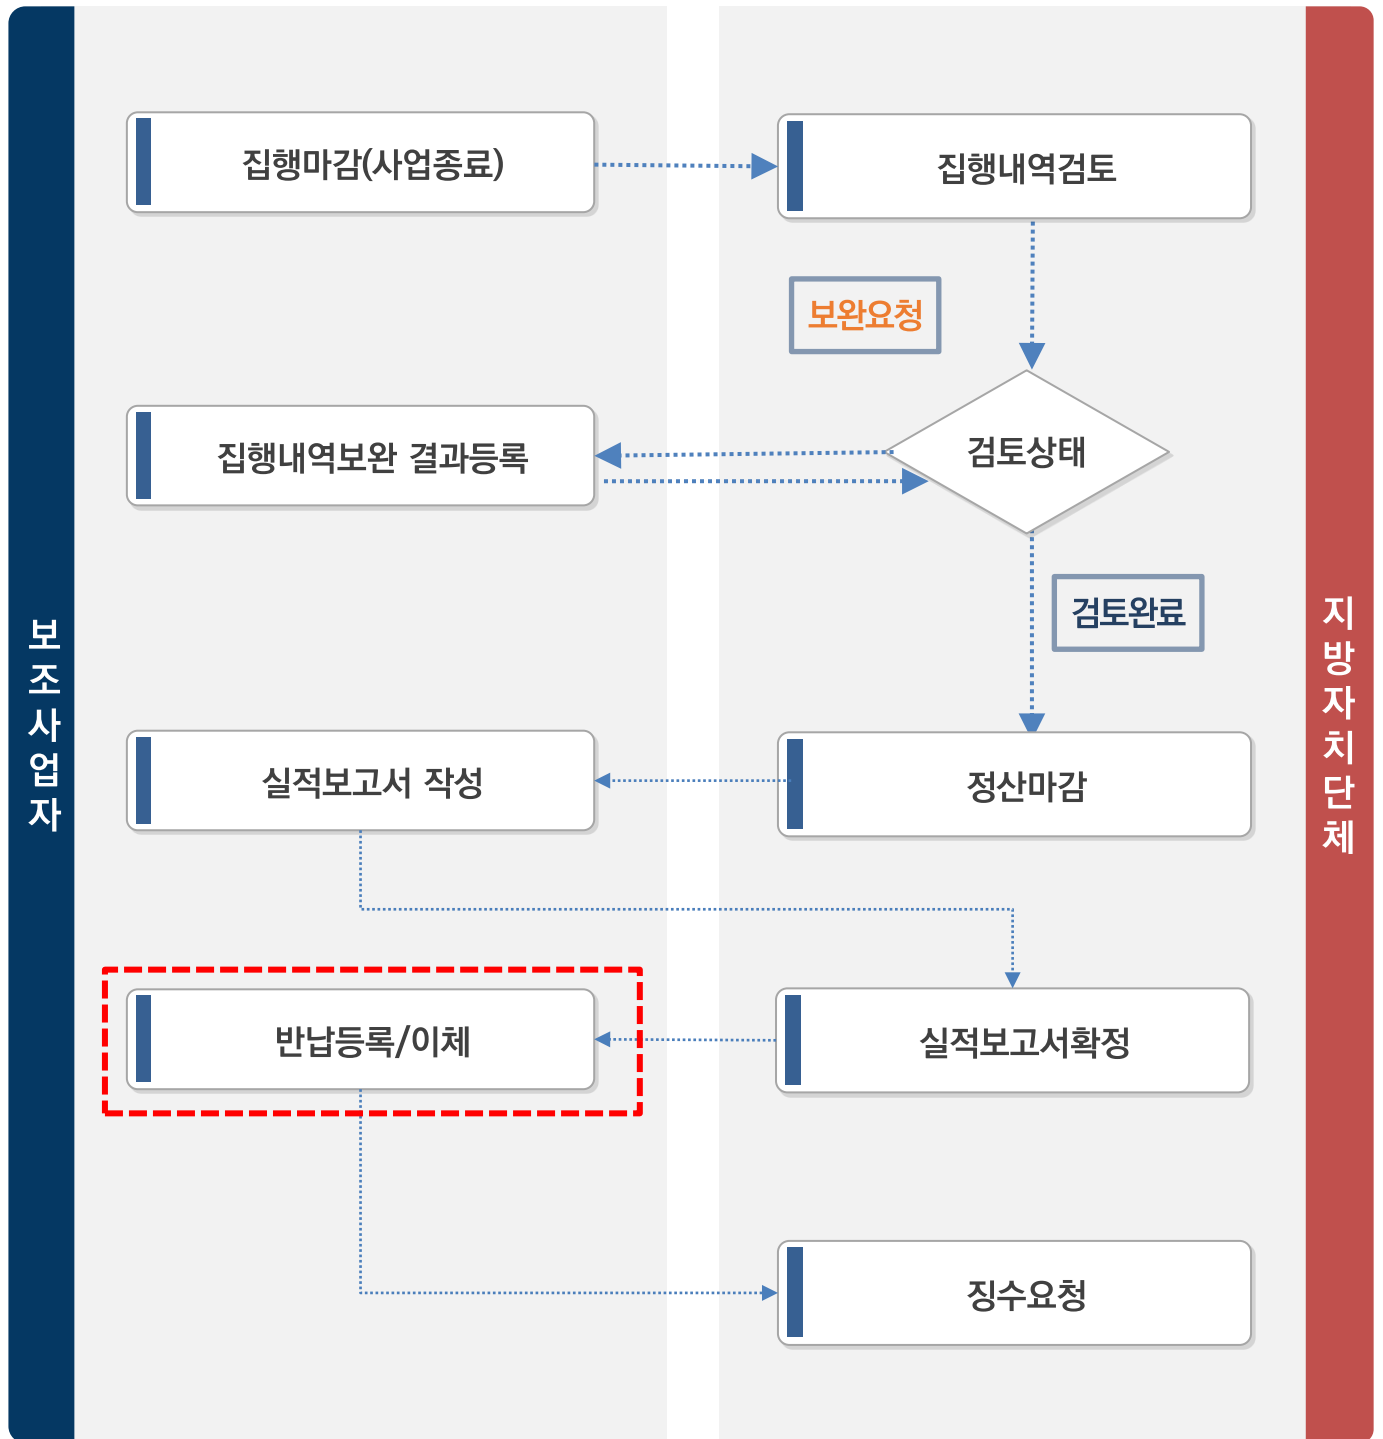 보조사업자
지방자치단체
집행마감(사업종료)
집행내역검토
보완요청
검토상태
집행내역보완 결과등록
검토완료
정산마감
실적보고서 작성
실적보고서확정
반납등록/이체
징수요청